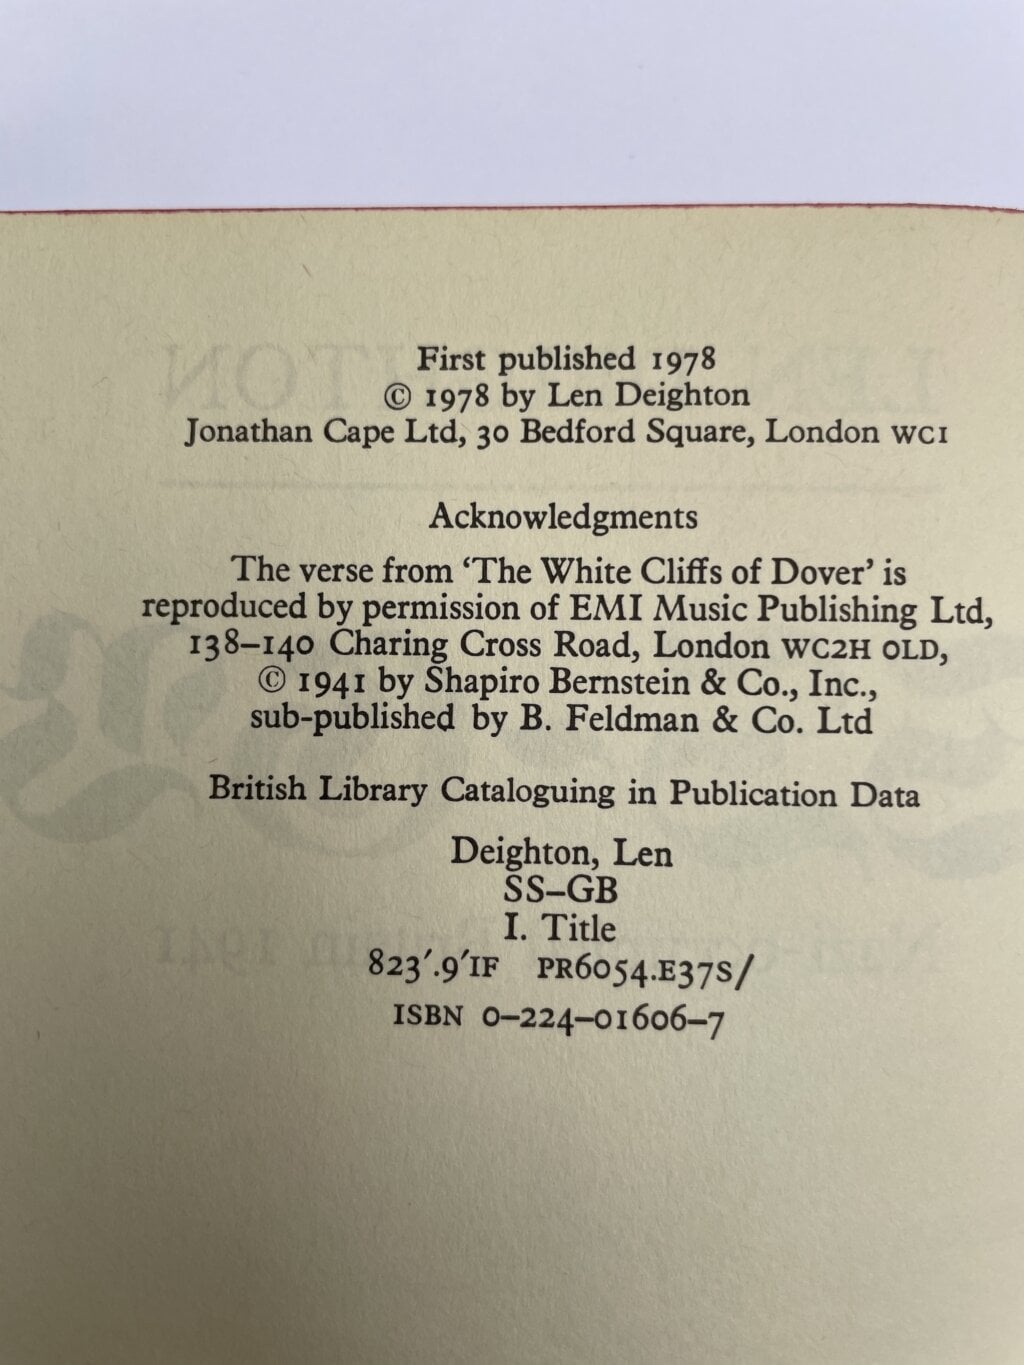 First published 1978
© 1978 by Len Deighton
Jonathan Cape Ltd, 30 Bedford Square, London WC1
Acknowledgments
The verse from ‘The White Cliffs of Dover’ is
reproduced by permission of EMI Music Publishing Ltd,
138–140 Charing Cross Road, London WC2H OLD,
© 1941 by Shapiro Bernstein & Co., Inc.,
sub-published by B. Feldman & Co. Ltd
British Library Cataloguing in Publication Data
Deighton, Len
SS–GB
I. Title
823′.9′1F PR6054.E37S/
ISBN 0–224–01606–7